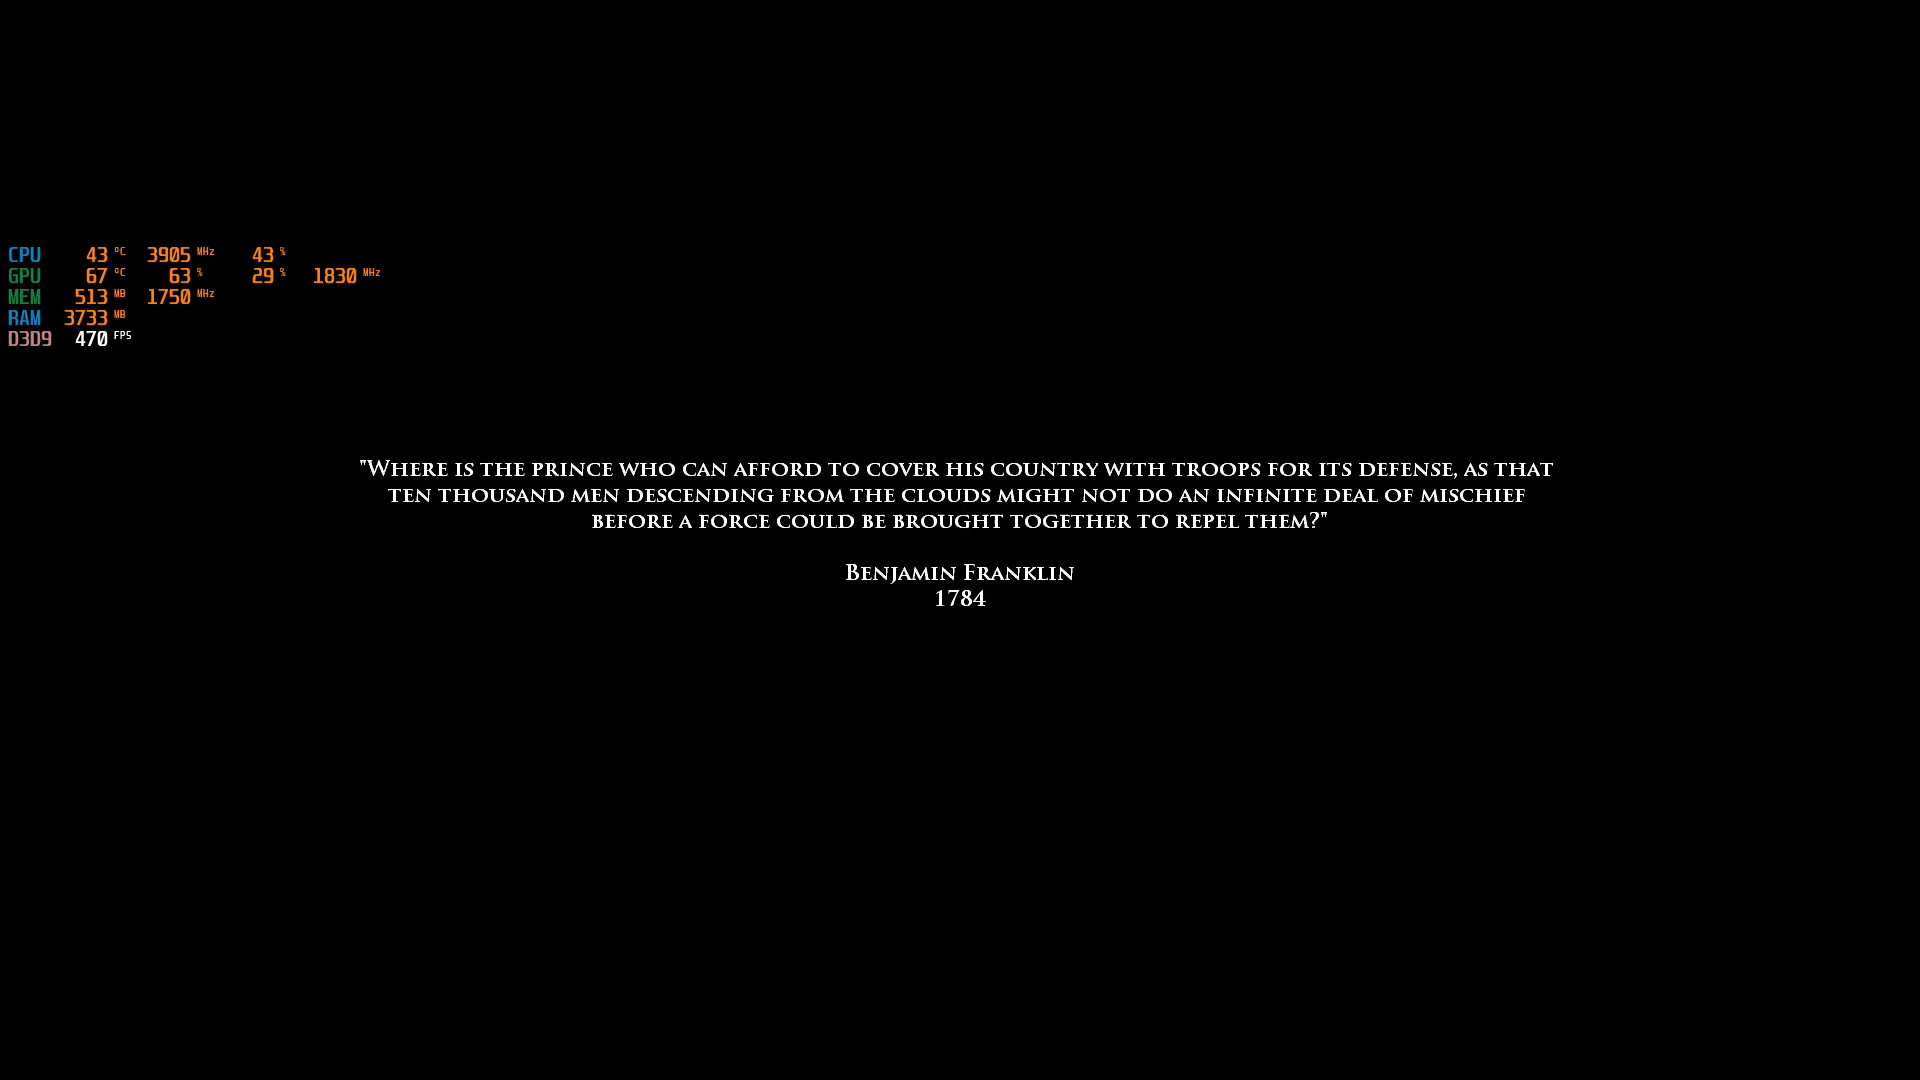 CPU 43 °C 3905 MHz 43 %
GPU 67 °C 63 % 29 % 1830 MHz
MEM 513 MB 1750 MHz
RAM 3733 MB
D3D9 470 FPS
"Where is the prince who can afford to cover his country with troops for its defense, as that
ten thousand men descending from the clouds might not do an infinite deal of mischief
before a force could be brought together to repel them?"
Benjamin Franklin
1784